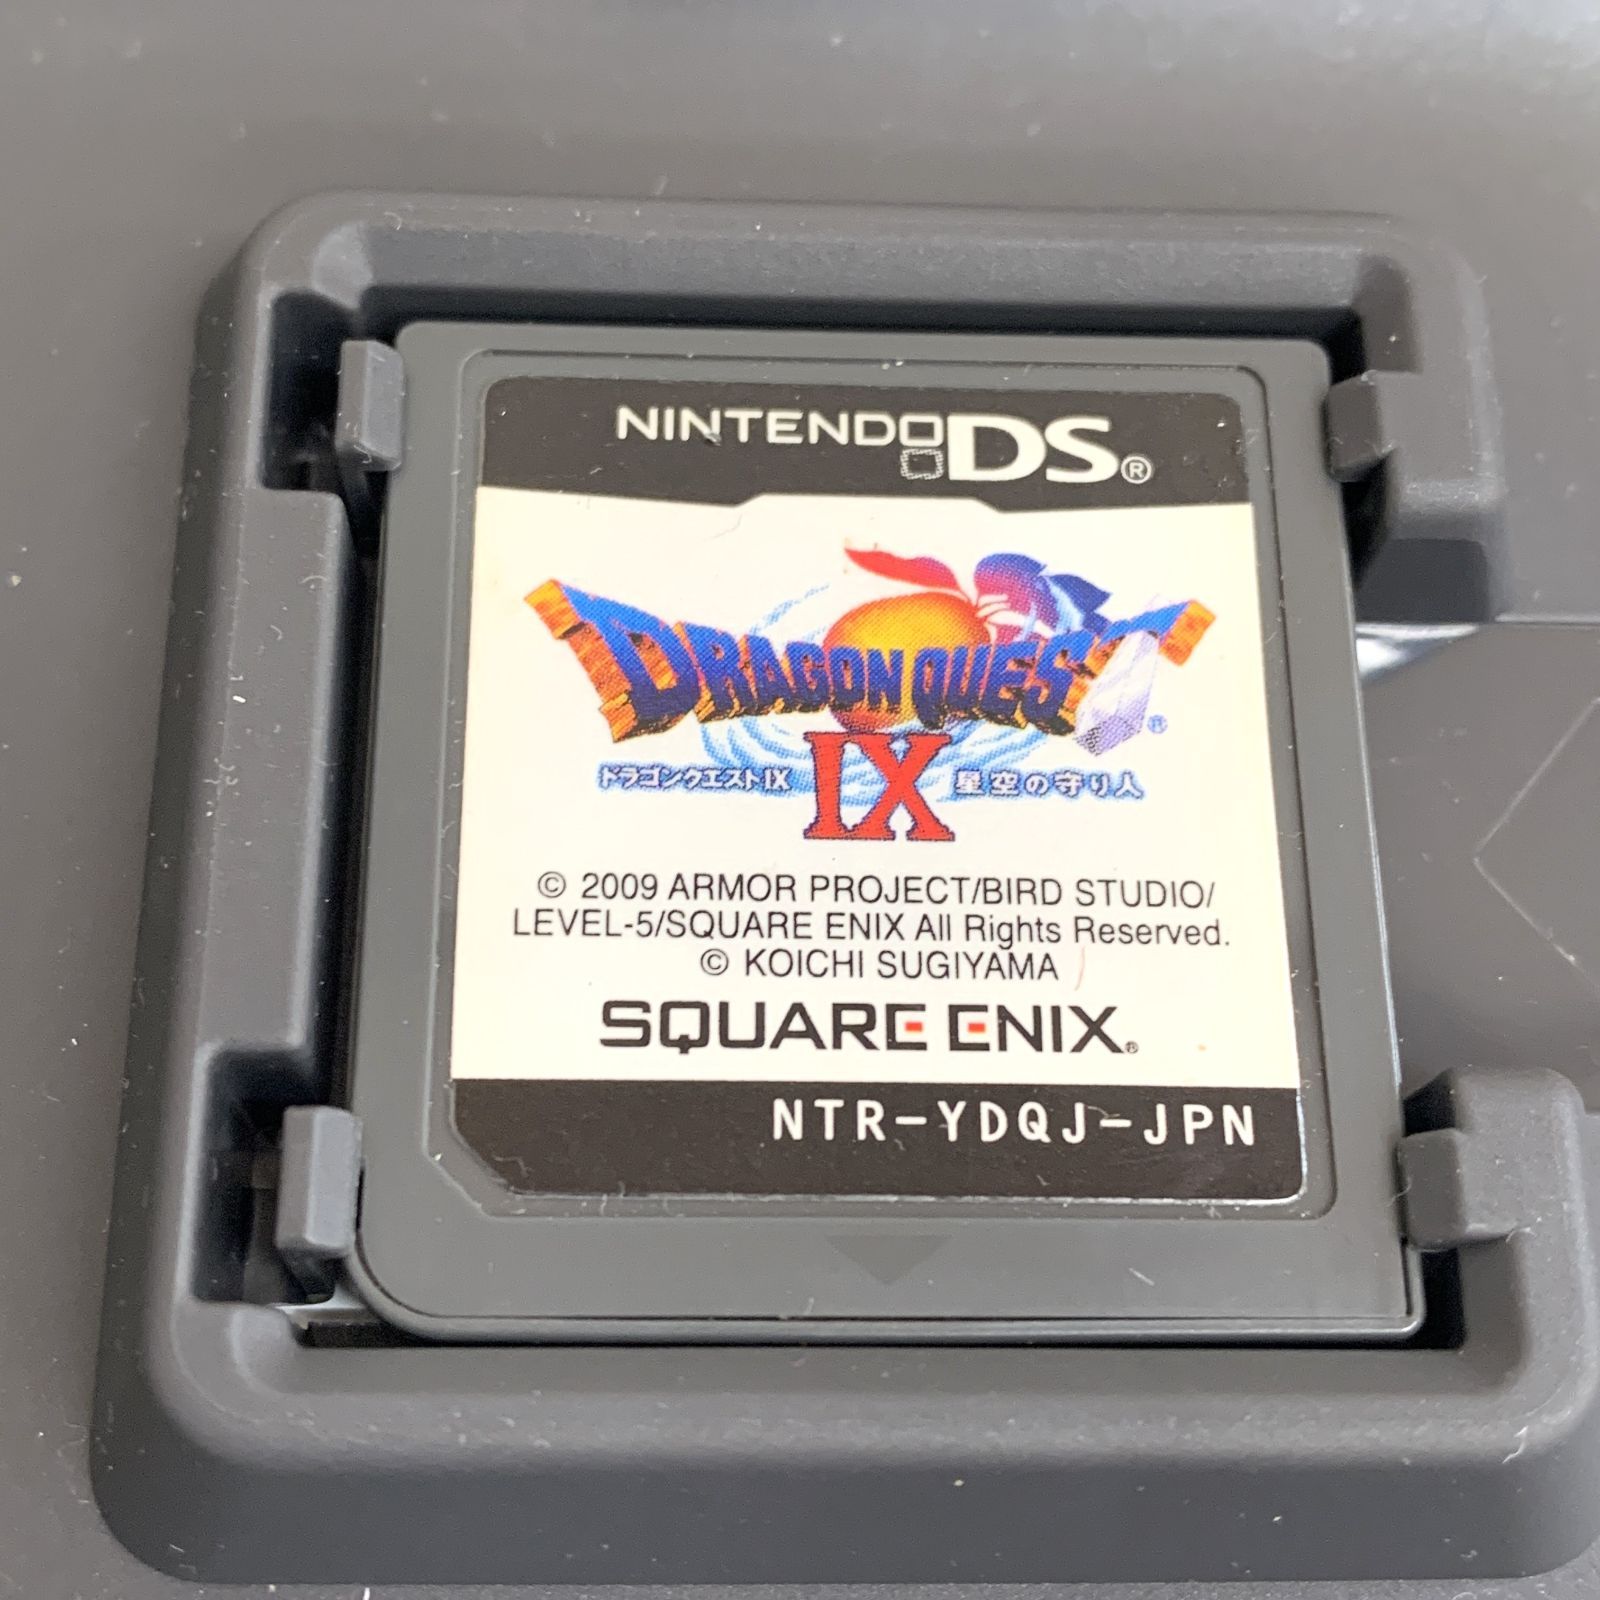 NINTENDO DS®
DRAGON QUEST®
IX
ドラゴンクエストIX 星空の守り人
© 2009 ARMOR PROJECT/BIRD STUDIO/
LEVEL-5/SQUARE ENIX All Rights Reserved.
© KOICHI SUGIYAMA
SQUARE ENIX®
NTR-YDQJ-JPN